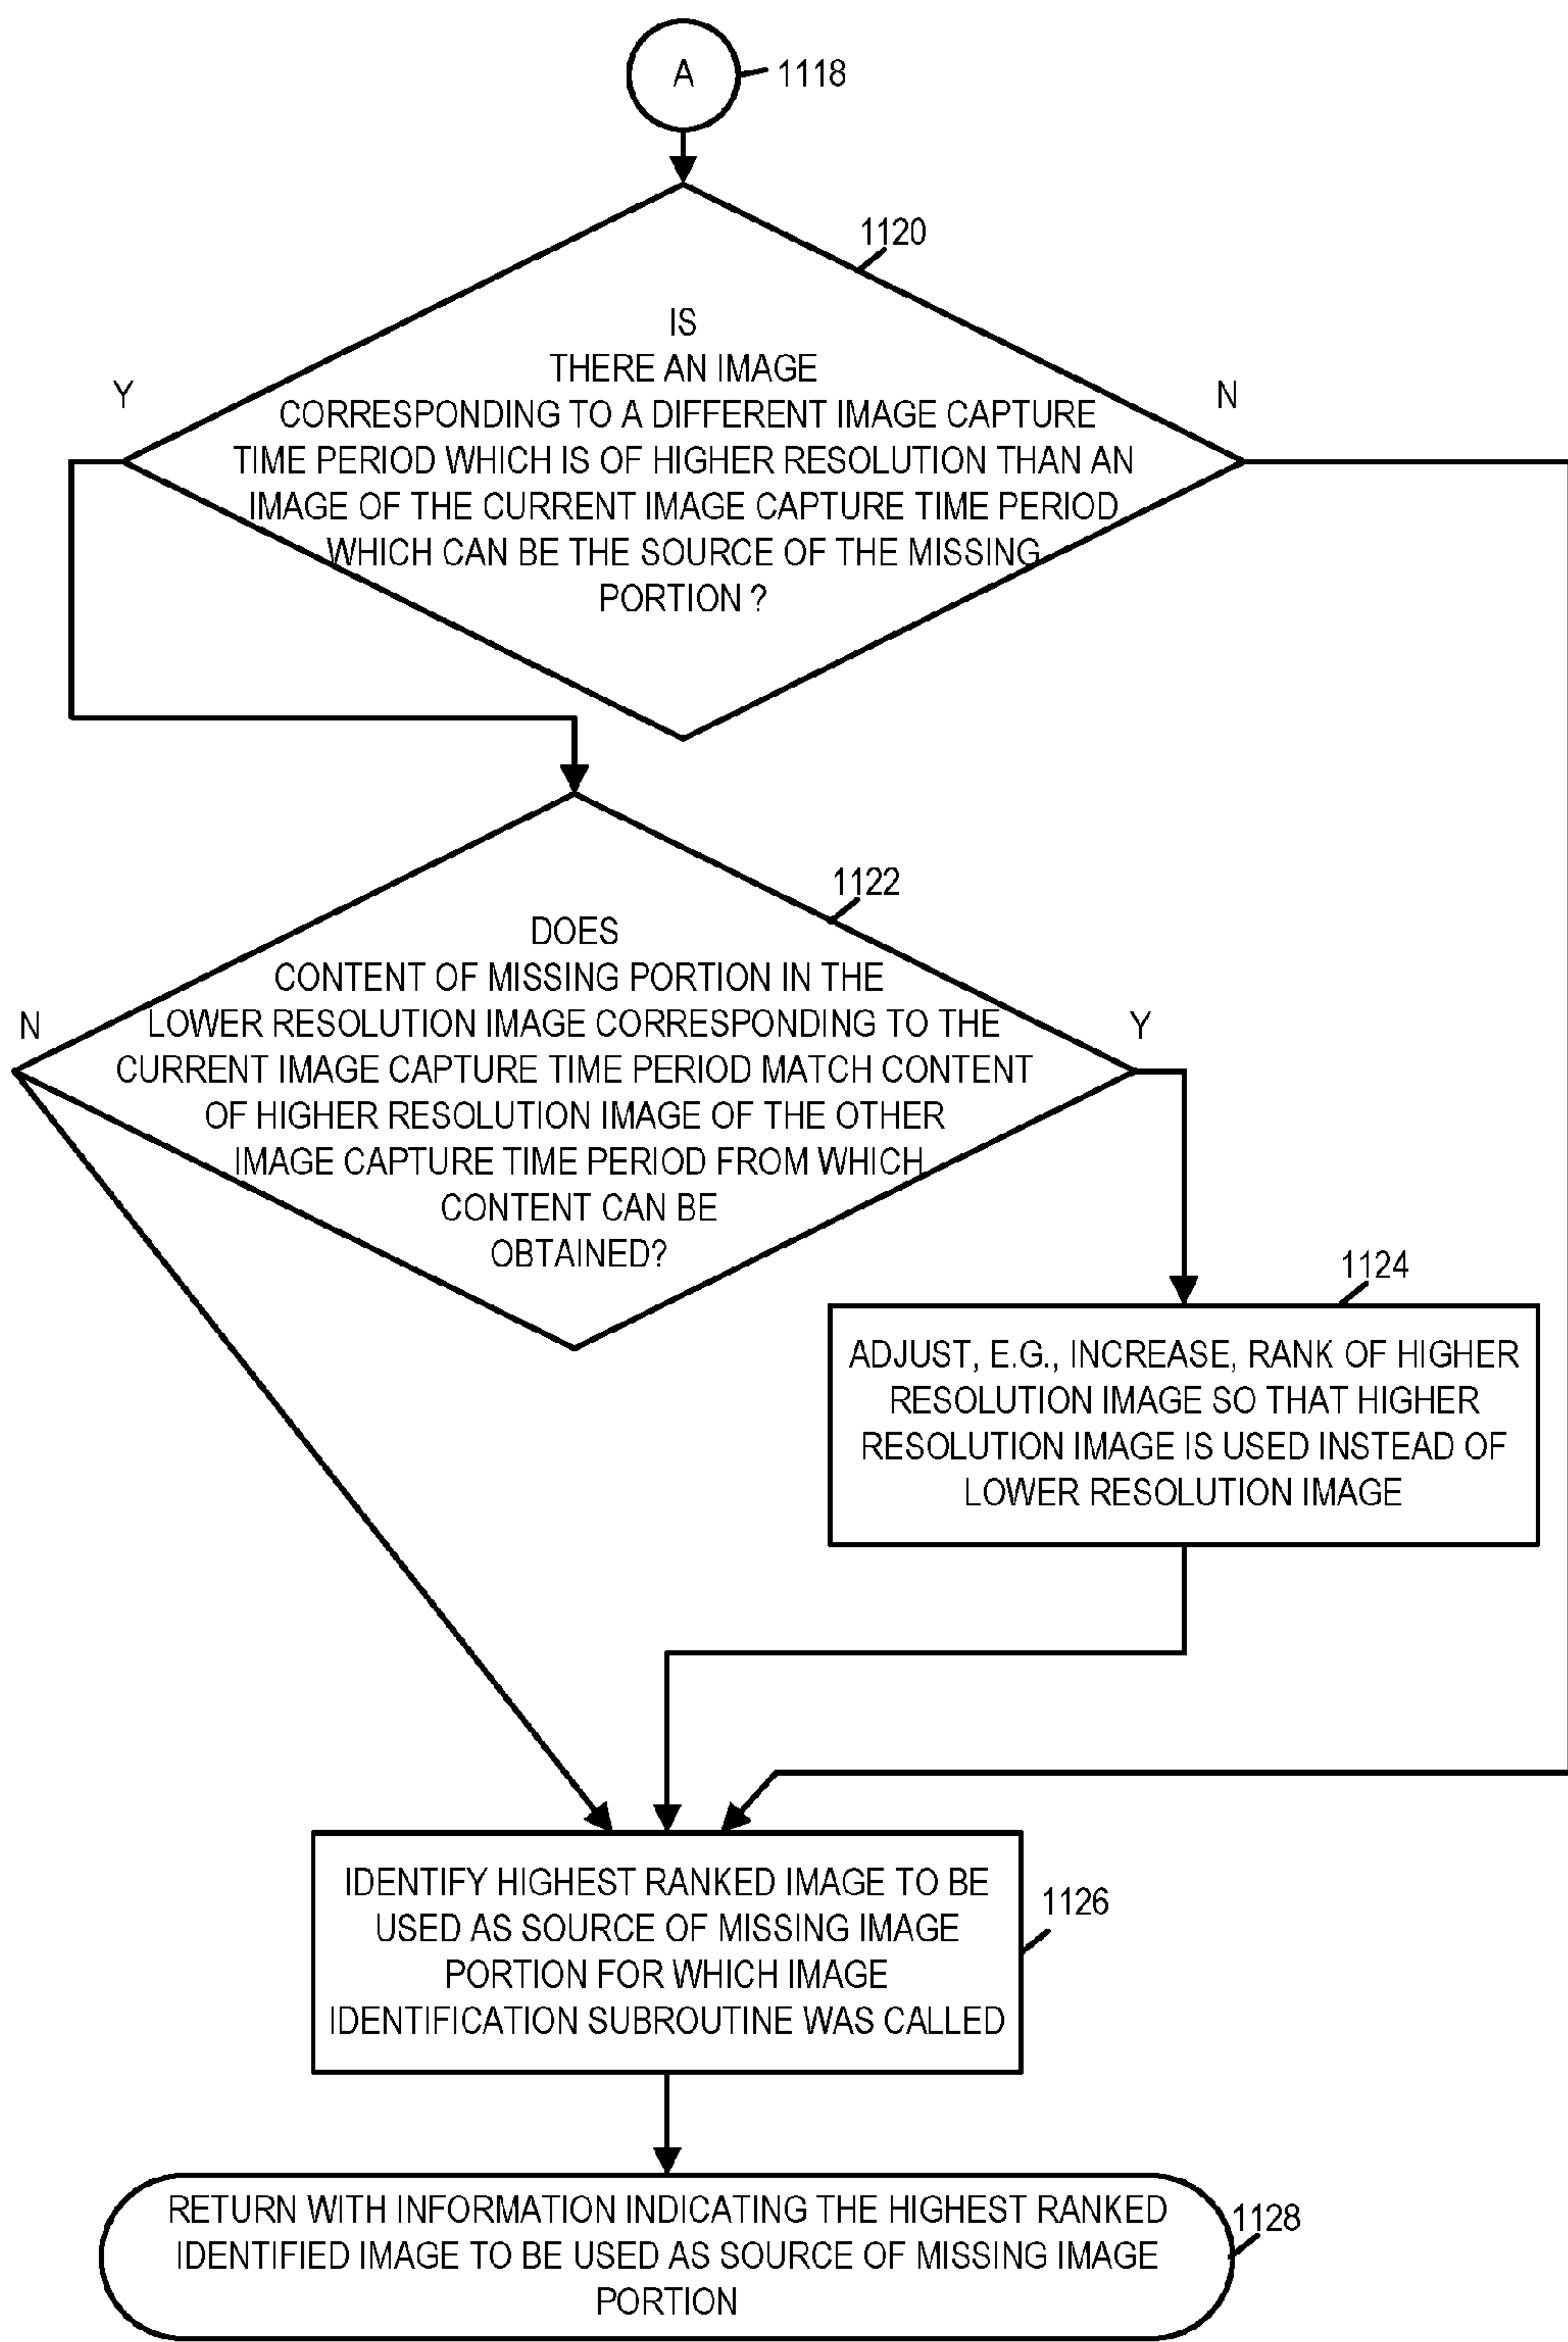 A
1118
1120
IS
THERE AN IMAGE
CORRESPONDING TO A DIFFERENT IMAGE CAPTURE
TIME PERIOD WHICH IS OF HIGHER RESOLUTION THAN AN
IMAGE OF THE CURRENT IMAGE CAPTURE TIME PERIOD
WHICH CAN BE THE SOURCE OF THE MISSING
PORTION ?
Y
N
1122
DOES
CONTENT OF MISSING PORTION IN THE
LOWER RESOLUTION IMAGE CORRESPONDING TO THE
CURRENT IMAGE CAPTURE TIME PERIOD MATCH CONTENT
OF HIGHER RESOLUTION IMAGE OF THE OTHER
IMAGE CAPTURE TIME PERIOD FROM WHICH
CONTENT CAN BE
OBTAINED?
N
Y
1124
ADJUST, E.G., INCREASE, RANK OF HIGHER
RESOLUTION IMAGE SO THAT HIGHER
RESOLUTION IMAGE IS USED INSTEAD OF
LOWER RESOLUTION IMAGE
IDENTIFY HIGHEST RANKED IMAGE TO BE
USED AS SOURCE OF MISSING IMAGE
PORTION FOR WHICH IMAGE
IDENTIFICATION SUBROUTINE WAS CALLED
1126
RETURN WITH INFORMATION INDICATING THE HIGHEST RANKED
IDENTIFIED IMAGE TO BE USED AS SOURCE OF MISSING IMAGE
PORTION
1128